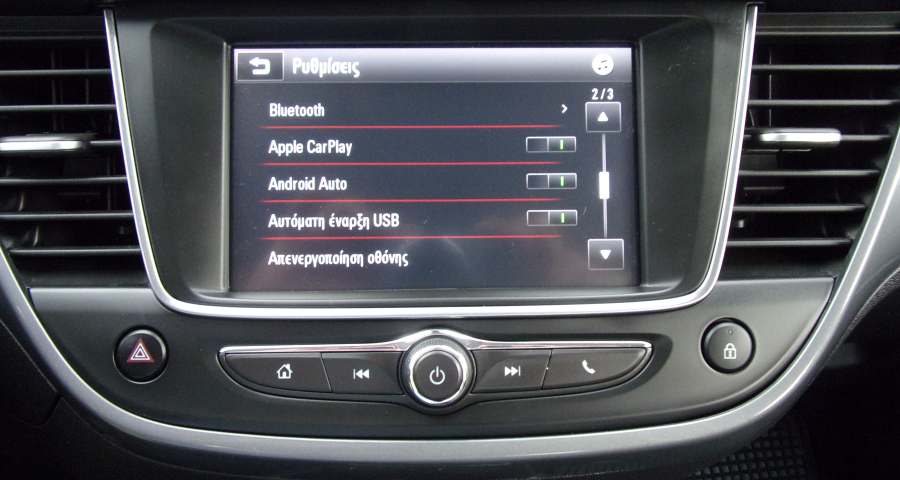 Ρυθμίσεις
2/3
Bluetooth
Apple CarPlay
Android Auto
Αυτόματη έναρξη USB
Απενεργοποίηση οθόνης